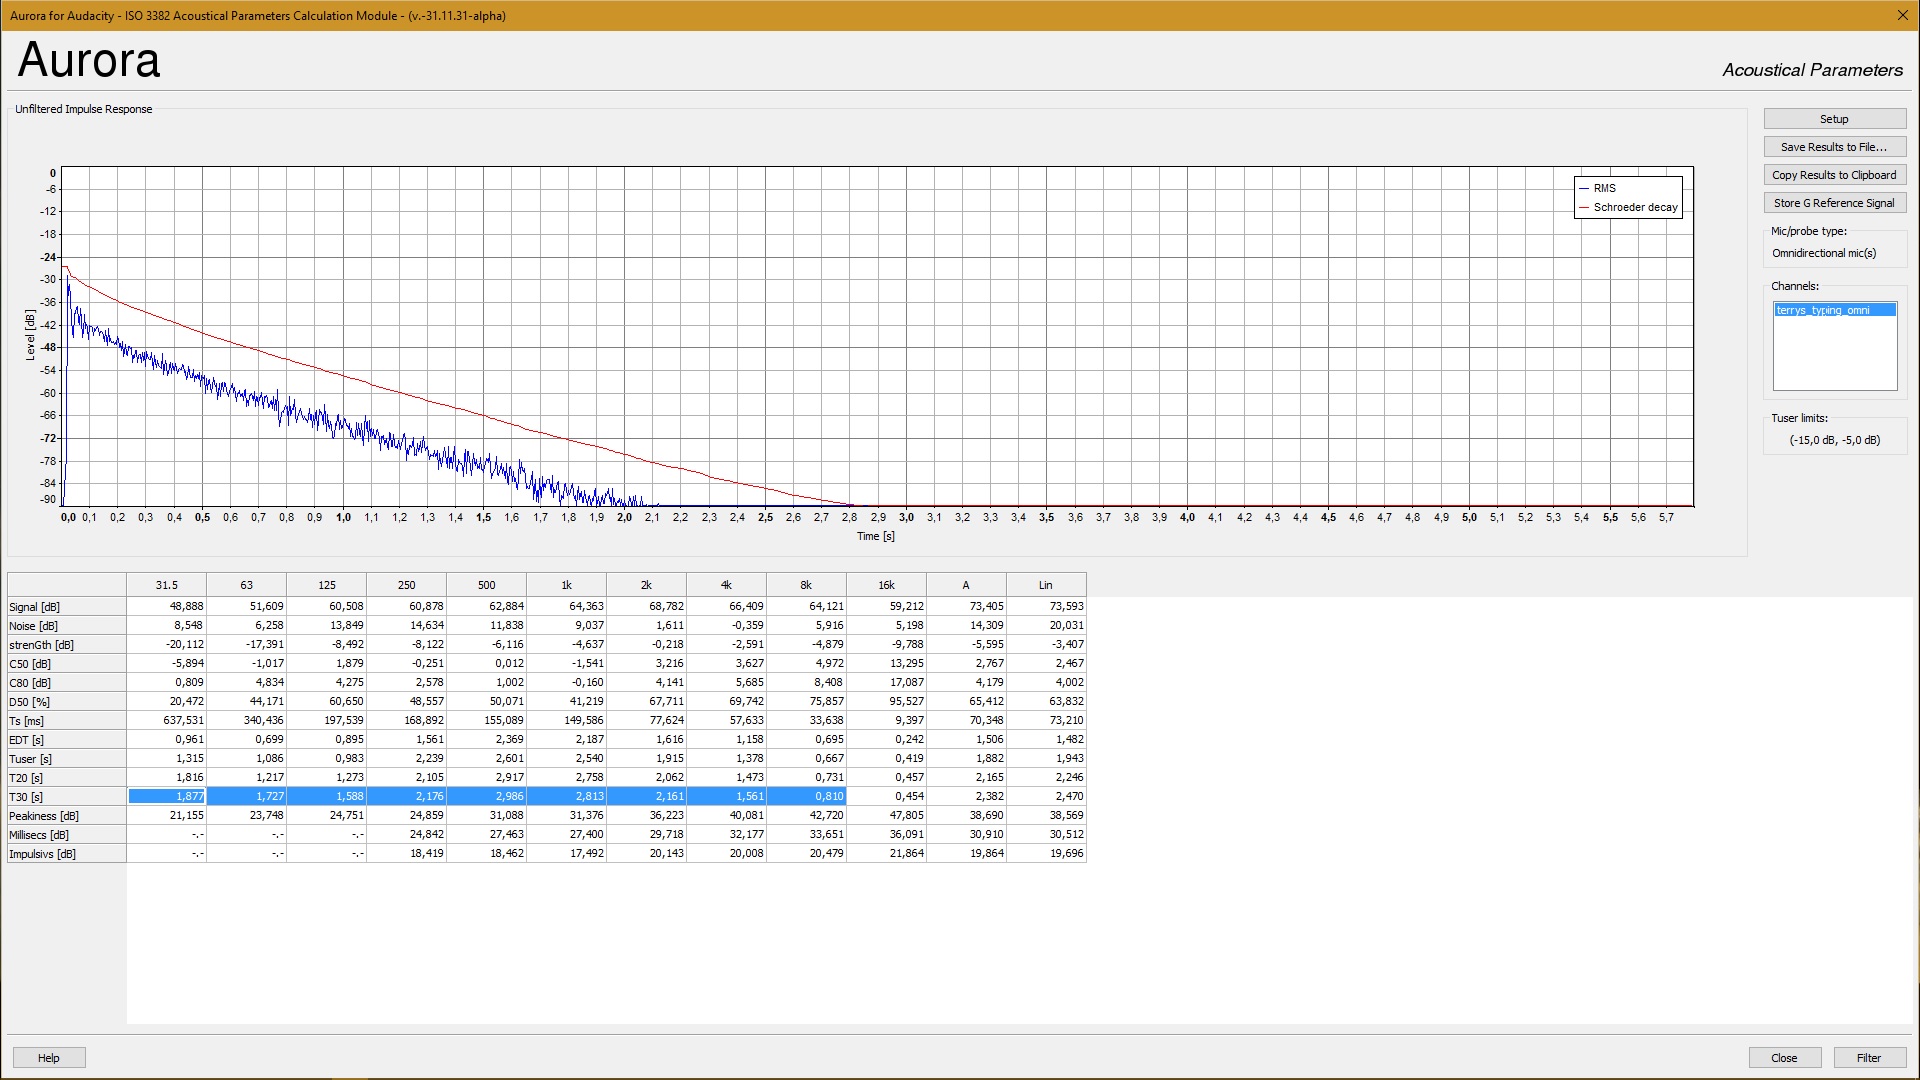 Aurora for Audacity - ISO 3382 Acoustical Parameters Calculation Module - (v.-31.11.31-alpha)
Aurora
Acoustical Parameters
Unfiltered Impulse Response
Setup
Save Results to File...
Copy Results to Clipboard
Store G Reference Signal
Mic/probe type:
Omnidirectional mic(s)
Channels:
terrys_typing_omni
Tuser limits:
(-15,0 dB, -5,0 dB)
RMS
Schroeder decay
Level [dB]
0
-6
-12
-18
-24
-30
-36
-42
-48
-54
-60
-66
-72
-78
-84
-90
0,0 0,1 0,2 0,3 0,4 0,5 0,6 0,7 0,8 0,9 1,0 1,1 1,2 1,3 1,4 1,5 1,6 1,7 1,8 1,9 2,0 2,1 2,2 2,3 2,4 2,5 2,6 2,7 2,8 2,9 3,0 3,1 3,2 3,3 3,4 3,5 3,6 3,7 3,8 3,9 4,0 4,1 4,2 4,3 4,4 4,5 4,6 4,7 4,8 4,9 5,0 5,1 5,2 5,3 5,4 5,5 5,6 5,7
Time [s]
31.5 63 125 250 500 1k 2k 4k 8k 16k A Lin
Signal [dB] 48,888 51,609 60,508 60,878 62,884 64,363 68,782 66,409 64,121 59,212 73,405 73,593
Noise [dB] 8,548 6,258 13,849 14,634 11,838 9,037 1,611 -0,359 5,916 5,198 14,309 20,031
strenGth [dB] -20,112 -17,391 -8,492 -8,122 -6,116 -4,637 -0,218 -2,591 -4,879 -9,788 -5,595 -3,407
C50 [dB] -5,894 -1,017 1,879 -0,251 0,012 -1,541 3,216 3,627 4,972 13,295 2,767 2,467
C80 [dB] 0,809 4,834 4,275 2,578 1,002 -0,160 4,141 5,685 8,408 17,087 4,179 4,002
D50 [%] 20,472 44,171 60,650 48,557 50,071 41,219 67,711 69,742 75,857 95,527 65,412 63,832
Ts [ms] 637,531 340,436 197,539 168,892 155,089 149,586 77,624 57,633 33,638 9,397 70,348 73,210
EDT [s] 0,961 0,699 0,895 1,561 2,369 2,187 1,616 1,158 0,695 0,242 1,506 1,482
Tuser [s] 1,315 1,086 0,983 2,239 2,601 2,540 1,915 1,378 0,667 0,419 1,882 1,943
T20 [s] 1,816 1,217 1,273 2,105 2,917 2,758 2,062 1,473 0,731 0,457 2,165 2,246
T30 [s] 1,877 1,727 1,588 2,176 2,986 2,813 2,161 1,561 0,810 0,454 2,382 2,470
Peakiness [dB] 21,155 23,748 24,751 24,859 31,088 31,376 36,223 40,081 42,720 47,805 38,690 38,569
Millisecs [dB] -.- -.- -.- 24,842 27,463 27,400 29,718 32,177 33,651 36,091 30,910 30,512
Impulsivs [dB] -.- -.- -.- 18,419 18,462 17,492 20,143 20,008 20,479 21,864 19,864 19,696
Help
Close
Filter